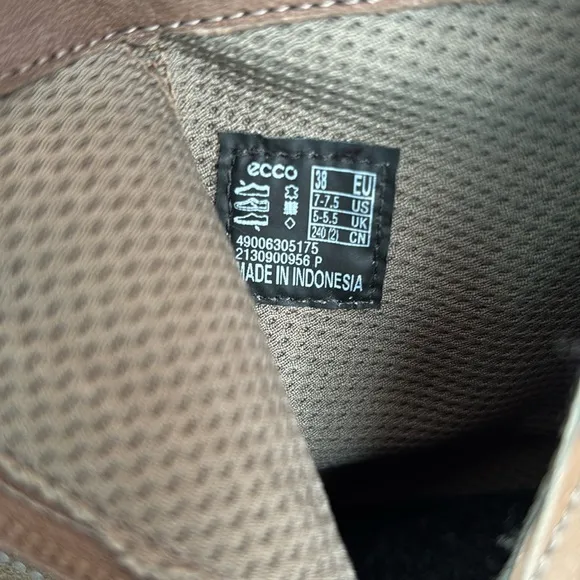 ecco
38 EU
7-7.5 US
5-5.5 UK
240 (2) CN
49006305175
2130900956 P
MADE IN INDONESIA